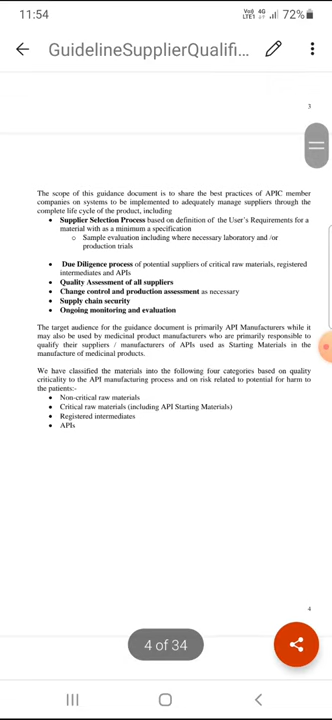 11:54
Vo)) 4G LTE1 72%
GuidelineSupplierQualifi...
3
The scope of this guidance document is to share the best practices of APIC member
companies on systems to be implemented to adequately manage suppliers through the
complete life cycle of the product, including
• Supplier Selection Process based on definition of the User's Requirements for a
material with as a minimum a specification
o Sample evaluation including where necessary laboratory and /or
production trials
• Due Diligence process of potential suppliers of critical raw materials, registered
intermediates and APIs
• Quality Assessment of all suppliers
• Change control and production assessment as necessary
• Supply chain security
• Ongoing monitoring and evaluation
The target audience for the guidance document is primarily API Manufacturers while it
may also be used by medicinal product manufacturers who are primarily responsible to
qualify their suppliers / manufacturers of APIs used as Starting Materials in the
manufacture of medicinal products.
We have classified the materials into the following four categories based on quality
criticality to the API manufacturing process and on risk related to potential for harm to
the patients:-
• Non-critical raw materials
• Critical raw materials (including API Starting Materials)
• Registered intermediates
• APIs
4
4 of 34